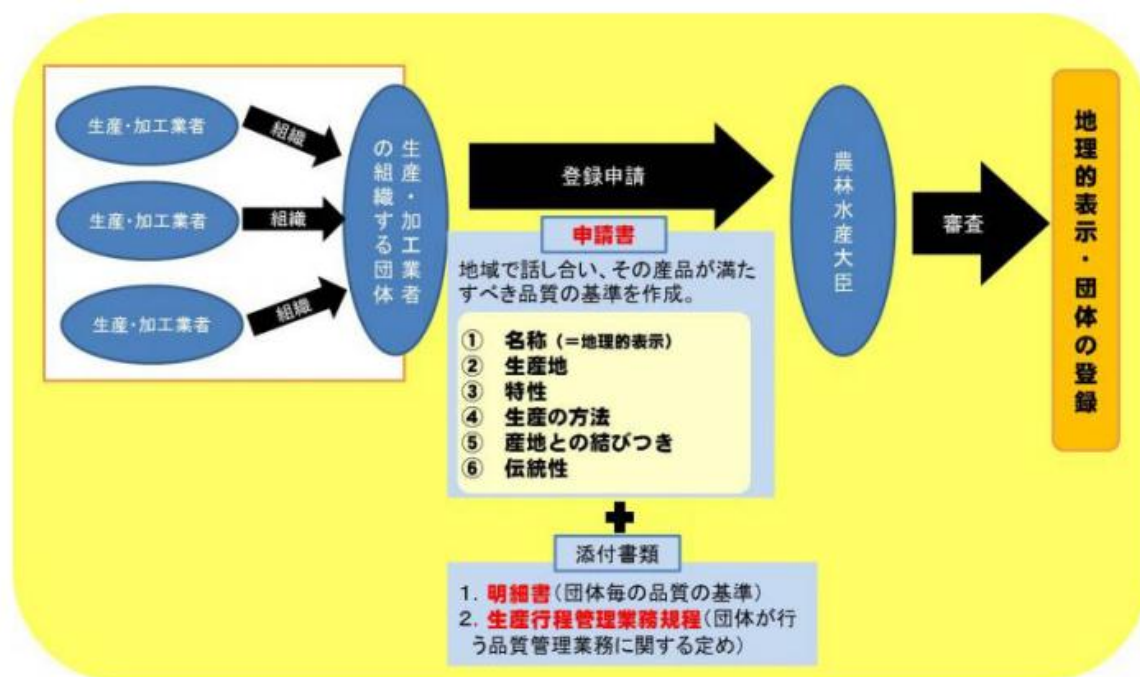 生産・加工業者
組織
生産・加工業者
組織
生産・加工業者
組織
生産・加工業者
の組織する団体
登録申請
申請書
地域で話し合い、その産品が満た
すべき品質の基準を作成。
① 名称（＝地理的表示）
② 生産地
③ 特性
④ 生産の方法
⑤ 産地との結びつき
⑥ 伝統性
添付書類
1．明細書（団体毎の品質の基準）
2．生産行程管理業務規程（団体が行
う品質管理業務に関する定め）
農林水産大臣
審査
地理的表示・団体の登録